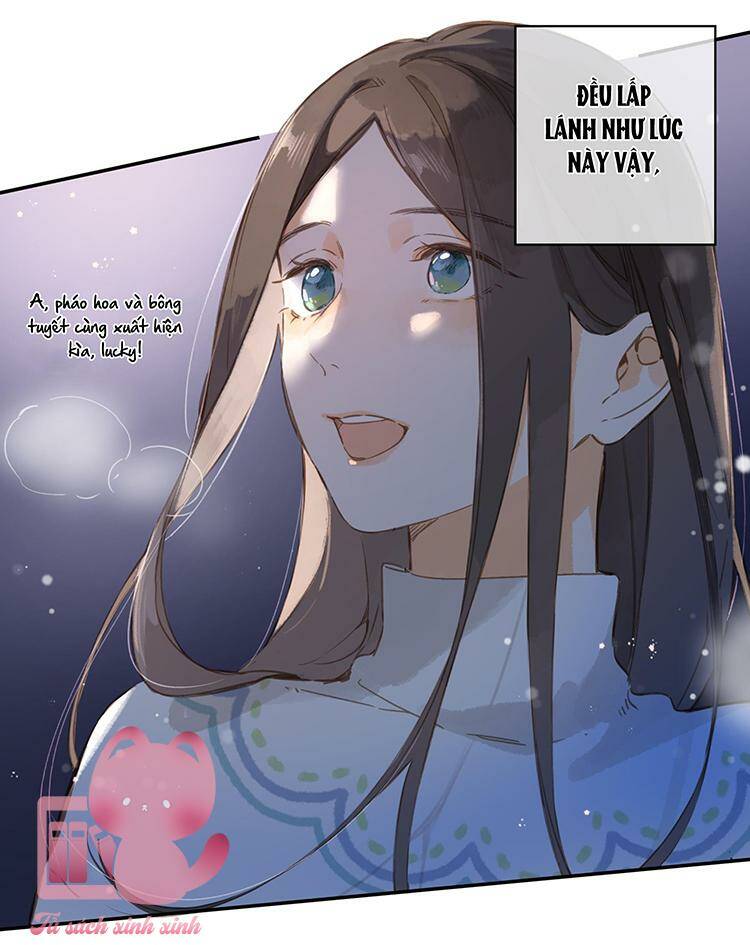 ĐỀU LẤP
LÁNH NHƯ LÚC
NÀY VẬY,
A, pháo hoa và bông
tuyết cùng xuất hiện
kìa, lucky!
Tủ sách xinh xinh